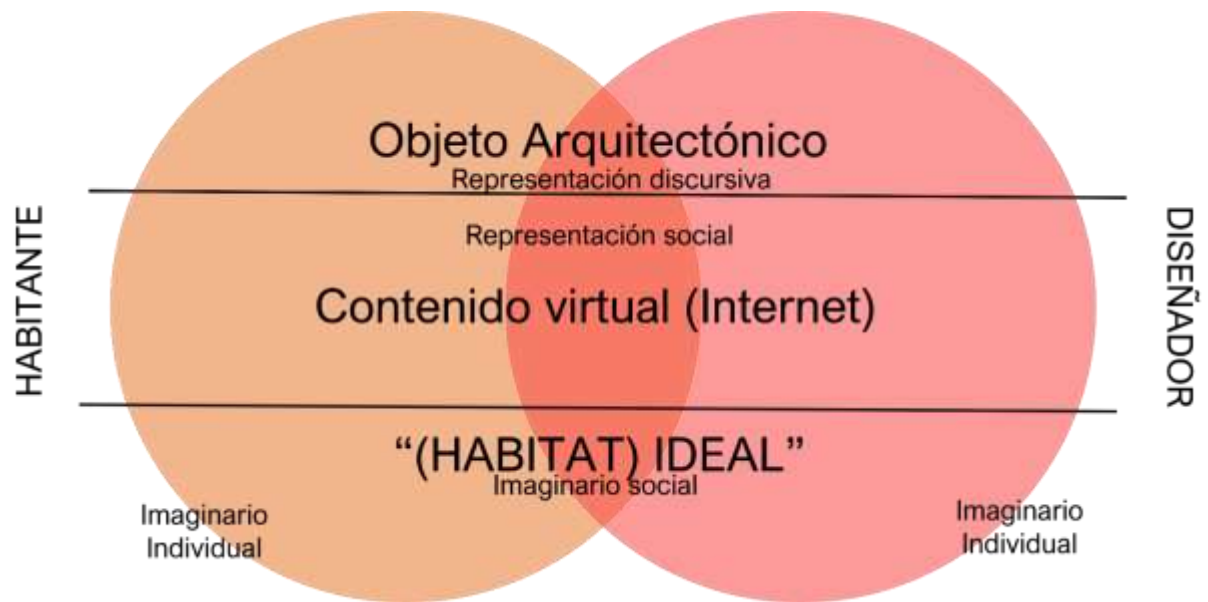 Objeto Arquitectónico
Representación discursiva
HABITANTE
Representación social
Contenido virtual (Internet)
DISEÑADOR
“(HABITAT) IDEAL”
Imaginario social
Imaginario
Individual
Imaginario
Individual